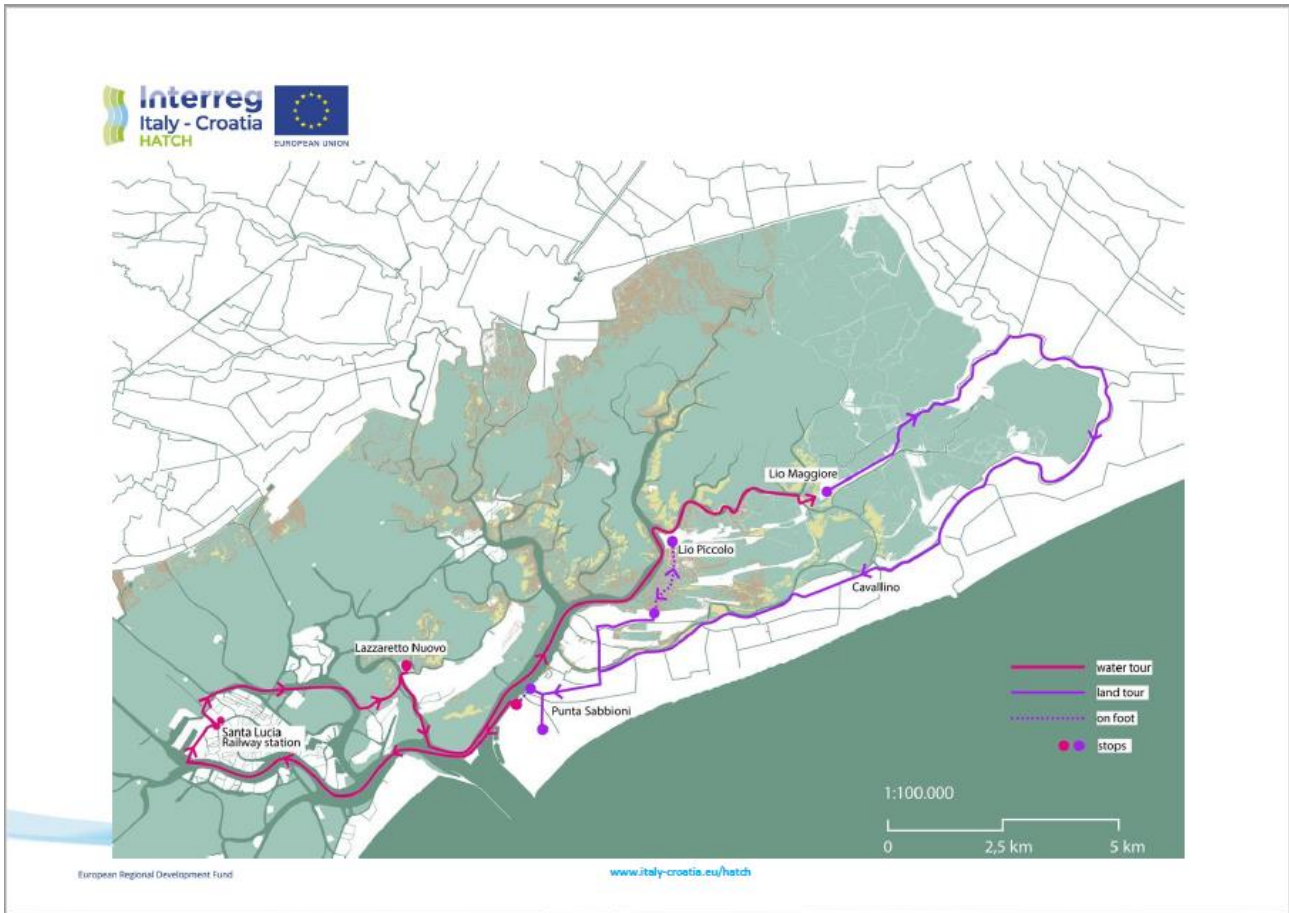 Interreg
Italy - Croatia
HATCH
EUROPEAN UNION
Lio Maggiore
Lio Piccolo
Cavallino
Lazzaretto Nuovo
Punta Sabbioni
Santa Lucia
Railway station
water tour
land tour
on foot
stops
1:100.000
0 2,5 km 5 km
European Regional Development Fund
www.italy-croatia.eu/hatch